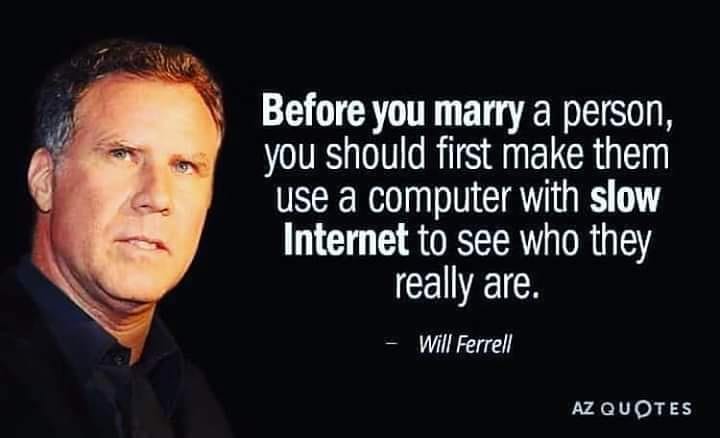 Before you marry a person,
you should first make them
use a computer with slow
Internet to see who they
really are.
– Will Ferrell
AZ QUOTES